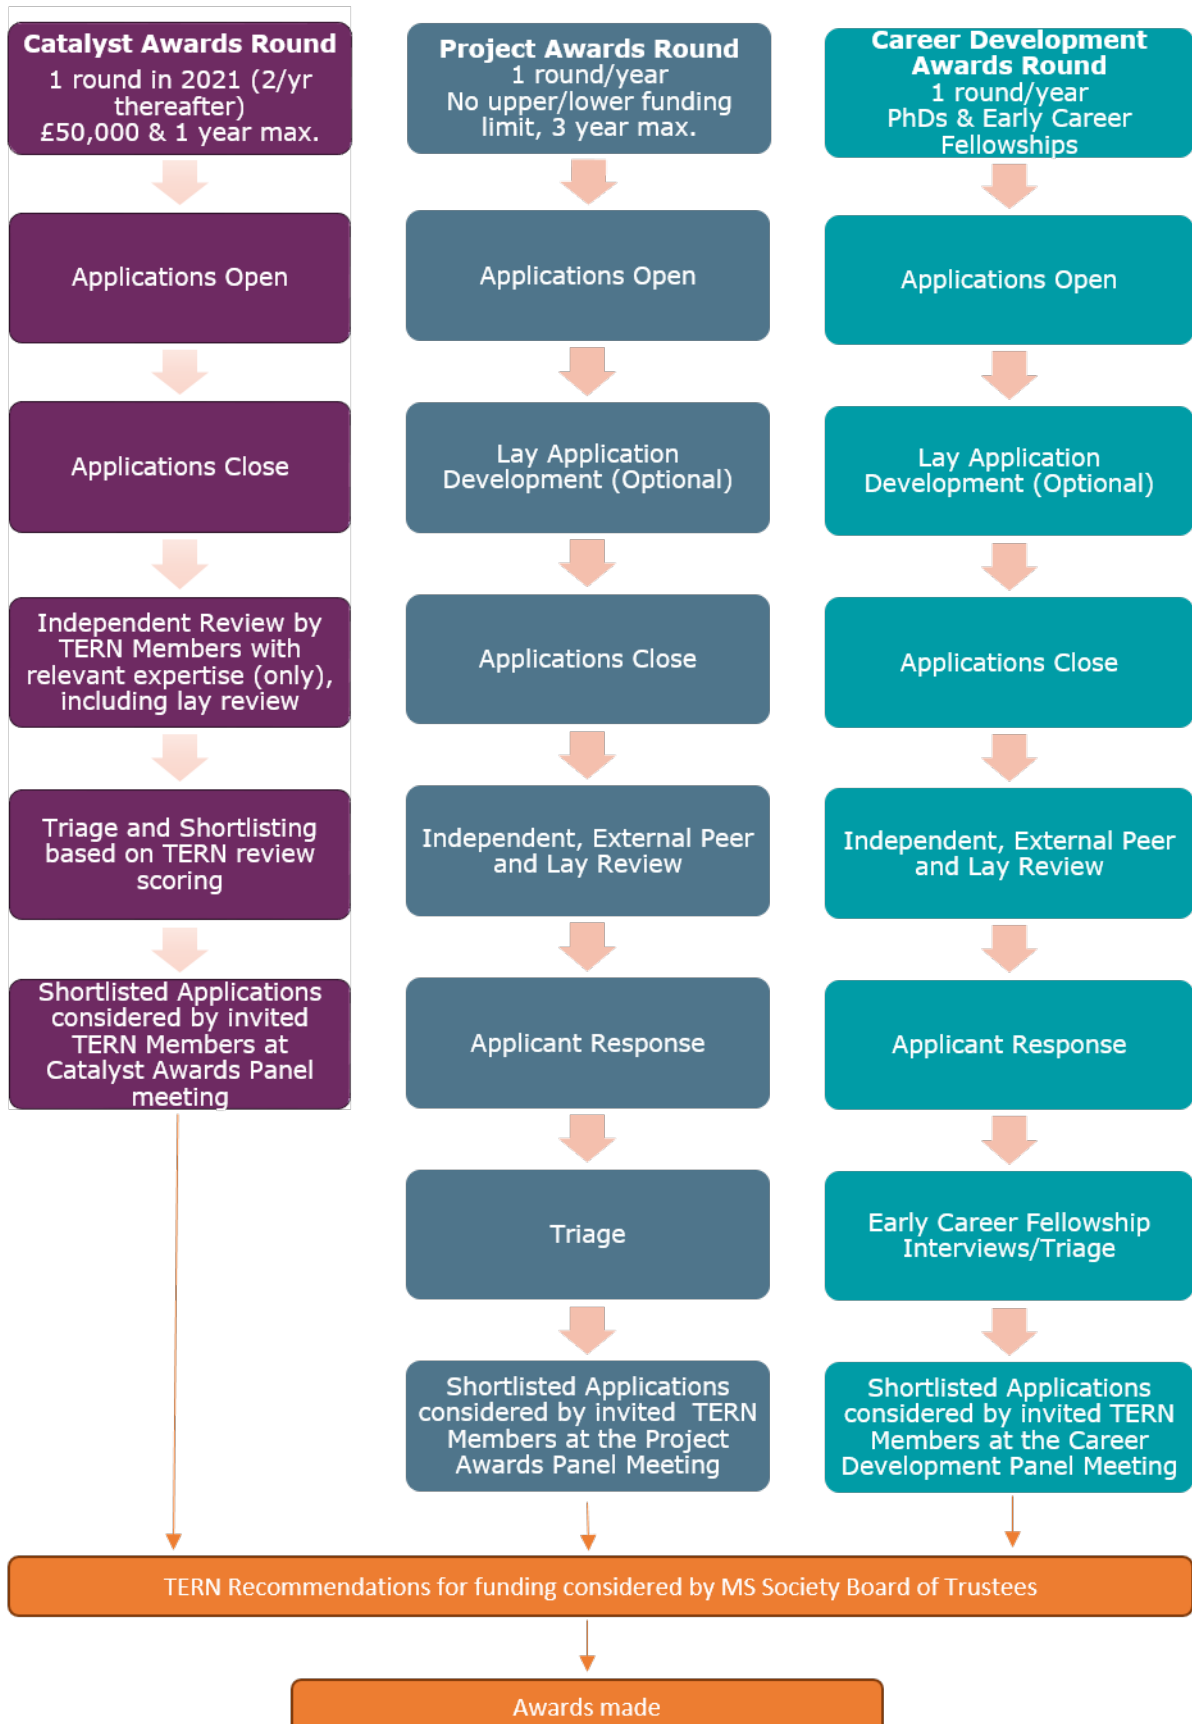 Catalyst Awards Round
1 round in 2021 (2/yr
thereafter)
£50,000 & 1 year max.
Applications Open
Applications Close
Independent Review by
TERN Members with
relevant expertise (only),
including lay review
Triage and Shortlisting
based on TERN review
scoring
Shortlisted Applications
considered by invited
TERN Members at
Catalyst Awards Panel
meeting
Project Awards Round
1 round/year
No upper/lower funding
limit, 3 year max.
Applications Open
Lay Application
Development (Optional)
Applications Close
Independent, External Peer
and Lay Review
Applicant Response
Triage
Shortlisted Applications
considered by invited  TERN
Members at the Project
Awards Panel Meeting
Career Development
Awards Round
1 round/year
PhDs & Early Career
Fellowships
Applications Open
Lay Application
Development (Optional)
Applications Close
Independent, External Peer
and Lay Review
Applicant Response
Early Career Fellowship
Interviews/Triage
Shortlisted Applications
considered by invited TERN
Members at the Career
Development Panel Meeting
TERN Recommendations for funding considered by MS Society Board of Trustees
Awards made